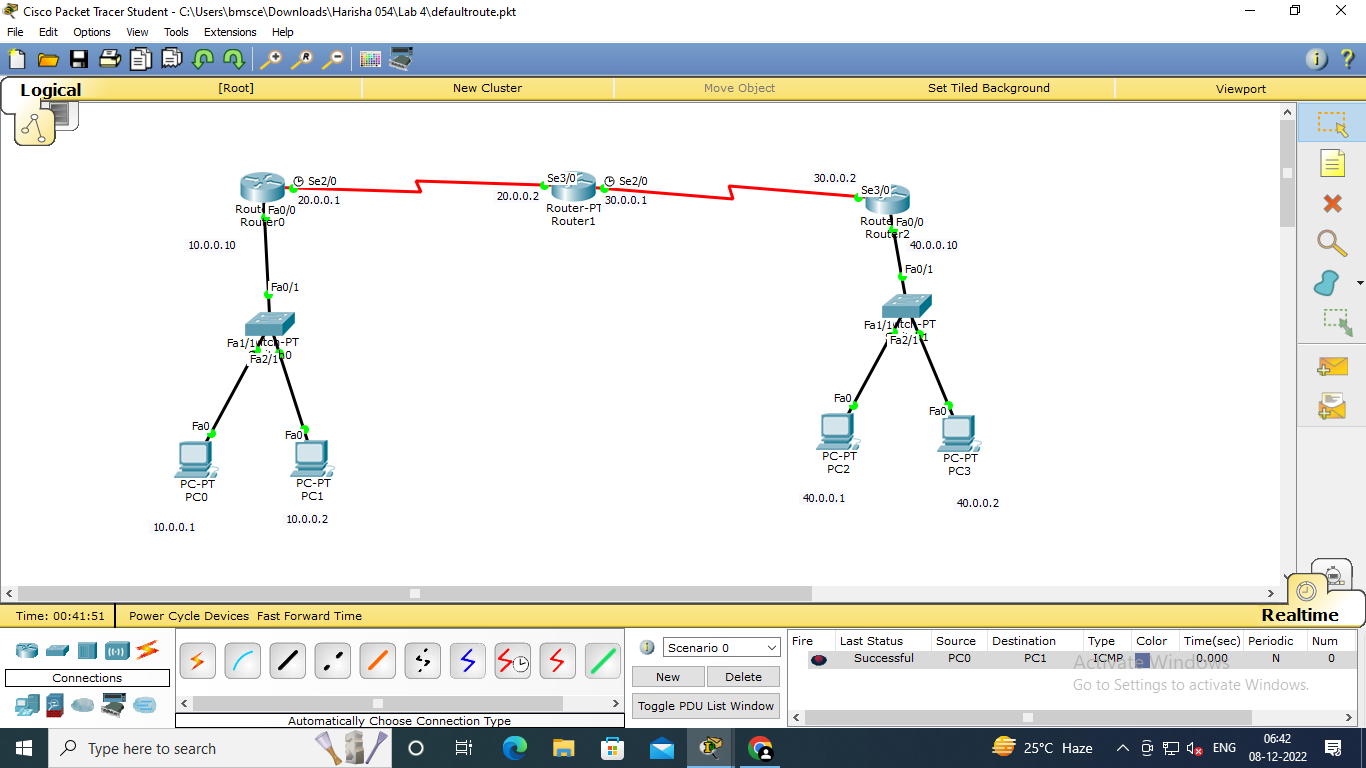 Cisco Packet Tracer Student - C:\Users\bmsce\Downloads\Harisha 054\Lab 4\defaultroute.pkt
File Edit Options View Tools Extensions Help
Logical [Root] New Cluster Move Object Set Tiled Background Viewport
30.0.0.2
Se2/0 Se3/0 Se2/0 Se3/0
20.0.0.1 20.0.0.2 30.0.0.1
Fa0/0 Router-PT Fa0/0
Router0 Router1 Router2
10.0.0.10 40.0.0.10
Fa0/1
Fa0/1
Fa1/1
Fa2/1
Fa1/1
Fa2/1
Fa0 Fa0
Fa0 Fa0
PC-PT PC-PT
PC2 PC3
PC-PT PC-PT
PC0 PC1
40.0.0.1 40.0.0.2
10.0.0.1 10.0.0.2
Realtime
Time: 00:41:51 Power Cycle Devices Fast Forward Time
Connections
Automatically Choose Connection Type
Scenario 0
New Delete
Toggle PDU List Window
Fire Last Status Source Destination Type Color Time(sec) Periodic Num
Successful PC0 PC1 ICMP 0.000 N 0
Activate Windows
Go to Settings to activate Windows.
Type here to search
25°C Haze ENG 06:42
08-12-2022